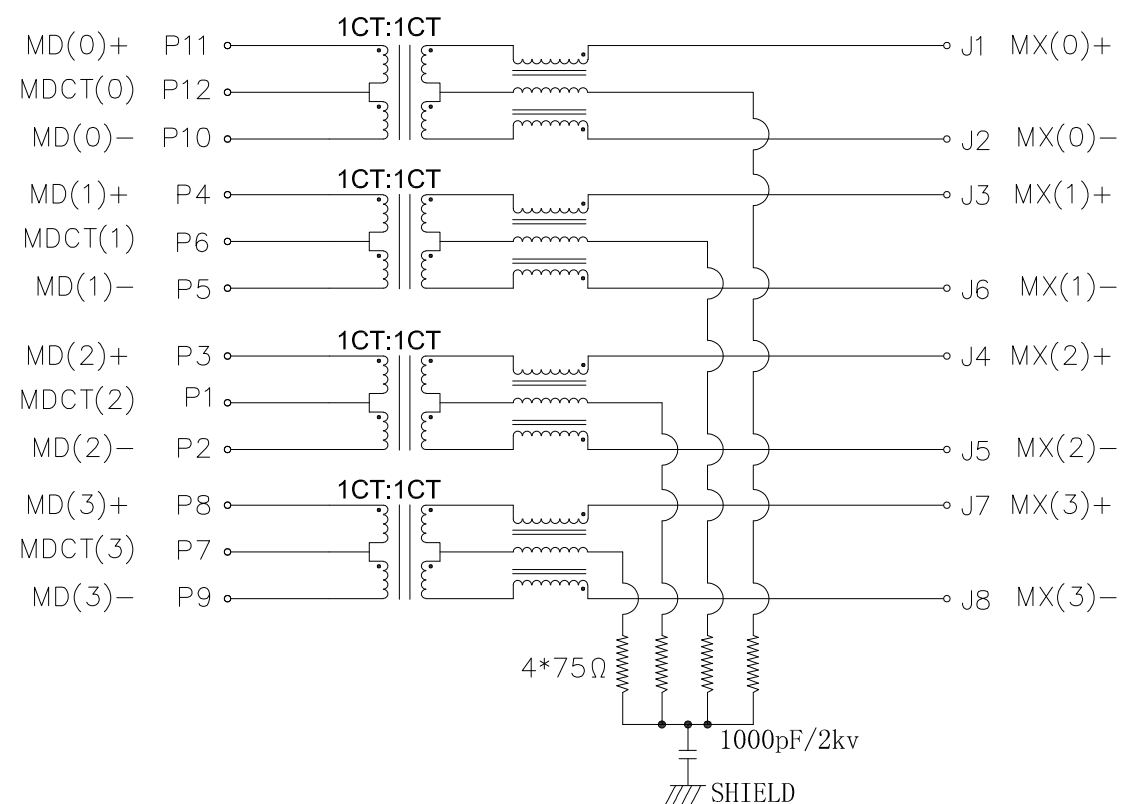 1CT:1CT
MD(0)+ P11 J1 MX(0)+
MDCT(0) P12
MD(0)− P10 J2 MX(0)−
1CT:1CT
MD(1)+ P4 J3 MX(1)+
MDCT(1) P6
MD(1)− P5 J6 MX(1)−
1CT:1CT
MD(2)+ P3 J4 MX(2)+
MDCT(2) P1
MD(2)− P2 J5 MX(2)−
1CT:1CT
MD(3)+ P8 J7 MX(3)+
MDCT(3) P7
MD(3)− P9 J8 MX(3)−
4*75Ω
1000pF/2kv
SHIELD